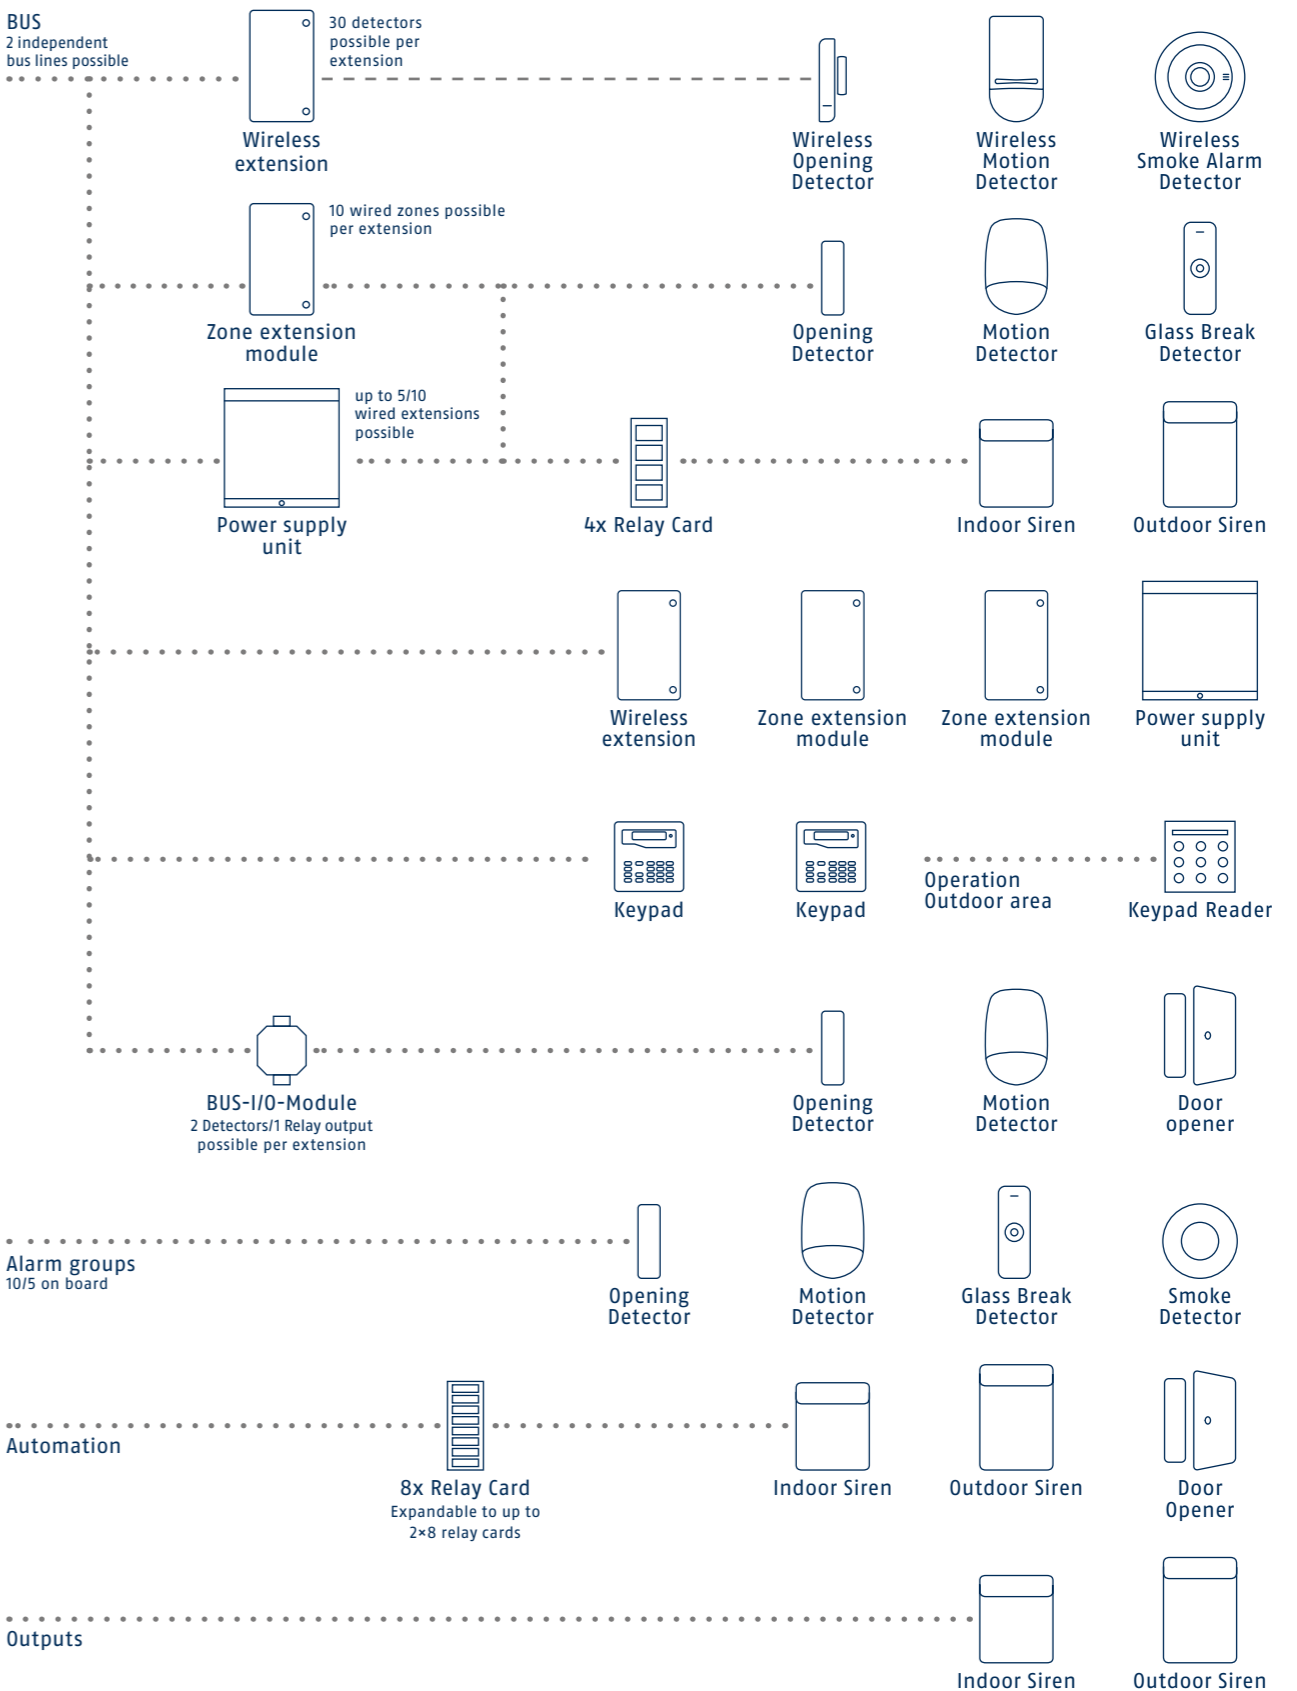 BUS
2 independent
bus lines possible
30 detectors
possible per
extension
Wireless
extension
Wireless
Opening
Detector
Wireless
Motion
Detector
Wireless
Smoke Alarm
Detector
10 wired zones possible
per extension
Zone extension
module
Opening
Detector
Motion
Detector
Glass Break
Detector
up to 5/10
wired extensions
possible
Power supply
unit
4x Relay Card
Indoor Siren
Outdoor Siren
Wireless
extension
Zone extension
module
Zone extension
module
Power supply
unit
Keypad
Keypad
Operation
Outdoor area
Keypad Reader
BUS-I/O-Module
2 Detectors/1 Relay output
possible per extension
Opening
Detector
Motion
Detector
Door
opener
Alarm groups
10/5 on board
Opening
Detector
Motion
Detector
Glass Break
Detector
Smoke
Detector
Automation
8x Relay Card
Expandable to up to
2×8 relay cards
Indoor Siren
Outdoor Siren
Door
Opener
Outputs
Indoor Siren
Outdoor Siren